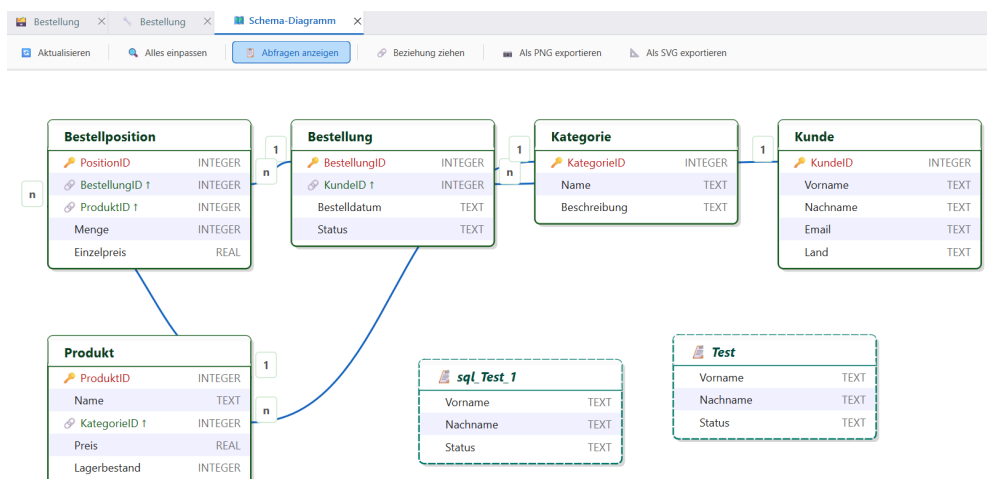 Bestellung
Bestellung
Schema-Diagramm
Aktualisieren
Alles einpassen
Abfragen anzeigen
Beziehung ziehen
Als PNG exportieren
Als SVG exportieren
Bestellposition
PositionID INTEGER
BestellungID ↑ INTEGER
ProduktID ↑ INTEGER
Menge INTEGER
Einzelpreis REAL
n
1
n
Bestellung
BestellungID INTEGER
KundeID ↑ INTEGER
Bestelldatum TEXT
Status TEXT
1
n
Kategorie
KategorieID INTEGER
Name TEXT
Beschreibung TEXT
1
Kunde
KundeID INTEGER
Vorname TEXT
Nachname TEXT
Email TEXT
Land TEXT
Produkt
ProduktID INTEGER
Name TEXT
KategorieID ↑ INTEGER
Preis REAL
Lagerbestand INTEGER
1
n
sql_Test_1
Vorname TEXT
Nachname TEXT
Status TEXT
Test
Vorname TEXT
Nachname TEXT
Status TEXT